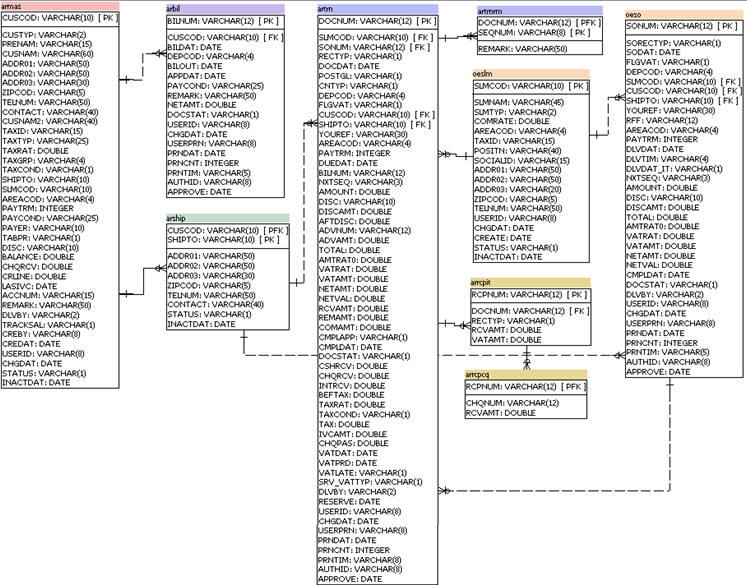 armas
CUSCOD: VARCHAR(10) [ PK ]
CUSTYP: VARCHAR(2)
PRENAM: VARCHAR(15)
CUSNAM: VARCHAR(60)
ADDR01: VARCHAR(50)
ADDR02: VARCHAR(50)
ADDR03: VARCHAR(30)
ZIPCOD: VARCHAR(5)
TELNUM: VARCHAR(50)
CONTACT: VARCHAR(40)
CUSNAM2: VARCHAR(40)
TAXID: VARCHAR(15)
TAXTYP: VARCHAR(25)
TAXRAT: DOUBLE
TAXGRP: VARCHAR(4)
TAXCOND: VARCHAR(1)
SHIPTO: VARCHAR(10)
SLMCOD: VARCHAR(10)
AREACOD: VARCHAR(4)
PAYTRM: INTEGER
PAYCOND: VARCHAR(25)
PAYER: VARCHAR(10)
TABPR: VARCHAR(1)
DISC: VARCHAR(10)
BALANCE: DOUBLE
CHQRCV: DOUBLE
CRLINE: DOUBLE
LASIVC: DATE
ACCNUM: VARCHAR(15)
REMARK: VARCHAR(50)
DLVBY: VARCHAR(2)
TRACKSAL: VARCHAR(1)
CREBY: VARCHAR(8)
CREDAT: DATE
USERID: VARCHAR(8)
CHGDAT: DATE
STATUS: VARCHAR(1)
INACTDAT: DATE
arbil
BILNUM: VARCHAR(12) [ PK ]
CUSCOD: VARCHAR(10) [ FK ]
BILDAT: DATE
DEPCOD: VARCHAR(4)
BILOUT: DATE
APPDAT: DATE
PAYCOND: VARCHAR(25)
REMARK: VARCHAR(50)
NETAMT: DOUBLE
DOCSTAT: VARCHAR(1)
USERID: VARCHAR(8)
CHGDAT: DATE
USERPRN: VARCHAR(8)
PRNDAT: DATE
PRNCNT: INTEGER
PRNTIM: VARCHAR(5)
AUTHID: VARCHAR(8)
APPROVE: DATE
arship
CUSCOD: VARCHAR(10) [ PFK ]
SHIPTO: VARCHAR(10) [ PK ]
ADDR01: VARCHAR(50)
ADDR02: VARCHAR(50)
ADDR03: VARCHAR(30)
ZIPCOD: VARCHAR(5)
TELNUM: VARCHAR(50)
CONTACT: VARCHAR(40)
STATUS: VARCHAR(1)
INACTDAT: DATE
artrn
DOCNUM: VARCHAR(12) [ PK ]
SLMCOD: VARCHAR(10) [ FK ]
SONUM: VARCHAR(12) [ FK ]
RECTYP: VARCHAR(1)
DOCDAT: DATE
POSTGL: VARCHAR(1)
CNTYP: VARCHAR(1)
DEPCOD: VARCHAR(4)
FLGVAT: VARCHAR(1)
CUSCOD: VARCHAR(10) [ FK ]
SHIPTO: VARCHAR(10) [ FK ]
YOUREF: VARCHAR(30)
AREACOD: VARCHAR(4)
PAYTRM: INTEGER
DUEDAT: DATE
BILNUM: VARCHAR(12)
NXTSEQ: VARCHAR(3)
AMOUNT: DOUBLE
DISC: VARCHAR(10)
DISCAMT: DOUBLE
AFTDISC: DOUBLE
ADVNUM: VARCHAR(12)
ADVAMT: DOUBLE
TOTAL: DOUBLE
AMTRAT0: DOUBLE
VATRAT: DOUBLE
VATAMT: DOUBLE
NETAMT: DOUBLE
NETVAL: DOUBLE
RCVAMT: DOUBLE
REMAMT: DOUBLE
COMAMT: DOUBLE
CMPLAPP: VARCHAR(1)
CMPLDAT: DATE
DOCSTAT: VARCHAR(1)
CSHRCV: DOUBLE
CHQRCV: DOUBLE
INTRCV: DOUBLE
BEFTAX: DOUBLE
TAXRAT: DOUBLE
TAXCOND: VARCHAR(1)
TAX: DOUBLE
IVCAMT: DOUBLE
CHQPAS: DOUBLE
VATDAT: DATE
VATPRD: DATE
VATLATE: VARCHAR(1)
SRV_VATTYP: VARCHAR(1)
DLVBY: VARCHAR(2)
RESERVE: DATE
USERID: VARCHAR(8)
CHGDAT: DATE
USERPRN: VARCHAR(8)
PRNDAT: DATE
PRNCNT: INTEGER
PRNTIM: VARCHAR(8)
AUTHID: VARCHAR(8)
APPROVE: DATE
artrnrm
DOCNUM: VARCHAR(12) [ PFK ]
SEQNUM: VARCHAR(8) [ PK ]
REMARK: VARCHAR(50)
oeslm
SLMCOD: VARCHAR(10) [ PK ]
SLMNAM: VARCHAR(45)
SLMTYP: VARCHAR(2)
COMRATE: DOUBLE
AREACOD: VARCHAR(4)
TAXID: VARCHAR(15)
POSITN: VARCHAR(40)
SOCIALID: VARCHAR(15)
ADDR01: VARCHAR(50)
ADDR02: VARCHAR(50)
ADDR03: VARCHAR(20)
ZIPCOD: VARCHAR(5)
TELNUM: VARCHAR(50)
USERID: VARCHAR(8)
CHGDAT: DATE
CREATE: DATE
STATUS: VARCHAR(1)
INACTDAT: DATE
arrcpit
RCPNUM: VARCHAR(12) [ PK ]
DOCNUM: VARCHAR(12) [ FK ]
RECTYP: VARCHAR(1)
RCVAMT: DOUBLE
VATAMT: DOUBLE
arrcpcq
RCPNUM: VARCHAR(12) [ PFK ]
CHQNUM: VARCHAR(12)
RCVAMT: DOUBLE
oeso
SONUM: VARCHAR(12) [ PK ]
SORECTYP: VARCHAR(1)
SODAT: DATE
FLGVAT: VARCHAR(1)
DEPCOD: VARCHAR(4)
SLMCOD: VARCHAR(10) [ FK ]
CUSCOD: VARCHAR(10) [ FK ]
SHIPTO: VARCHAR(10) [ FK ]
YOUREF: VARCHAR(30)
RFF: VARCHAR(12)
AREACOD: VARCHAR(4)
PAYTRM: INTEGER
DLVDAT: DATE
DLVTIM: VARCHAR(4)
DLVDAT_IT: VARCHAR(1)
NXTSEQ: VARCHAR(3)
AMOUNT: DOUBLE
DISC: VARCHAR(10)
DISCAMT: DOUBLE
TOTAL: DOUBLE
AMTRAT0: DOUBLE
VATRAT: DOUBLE
VATAMT: DOUBLE
NETAMT: DOUBLE
NETVAL: DOUBLE
CMPLDAT: DATE
DOCSTAT: VARCHAR(1)
DLVBY: VARCHAR(2)
USERID: VARCHAR(8)
CHGDAT: DATE
USERPRN: VARCHAR(8)
PRNDAT: DATE
PRNCNT: INTEGER
PRNTIM: VARCHAR(5)
AUTHID: VARCHAR(8)
APPROVE: DATE